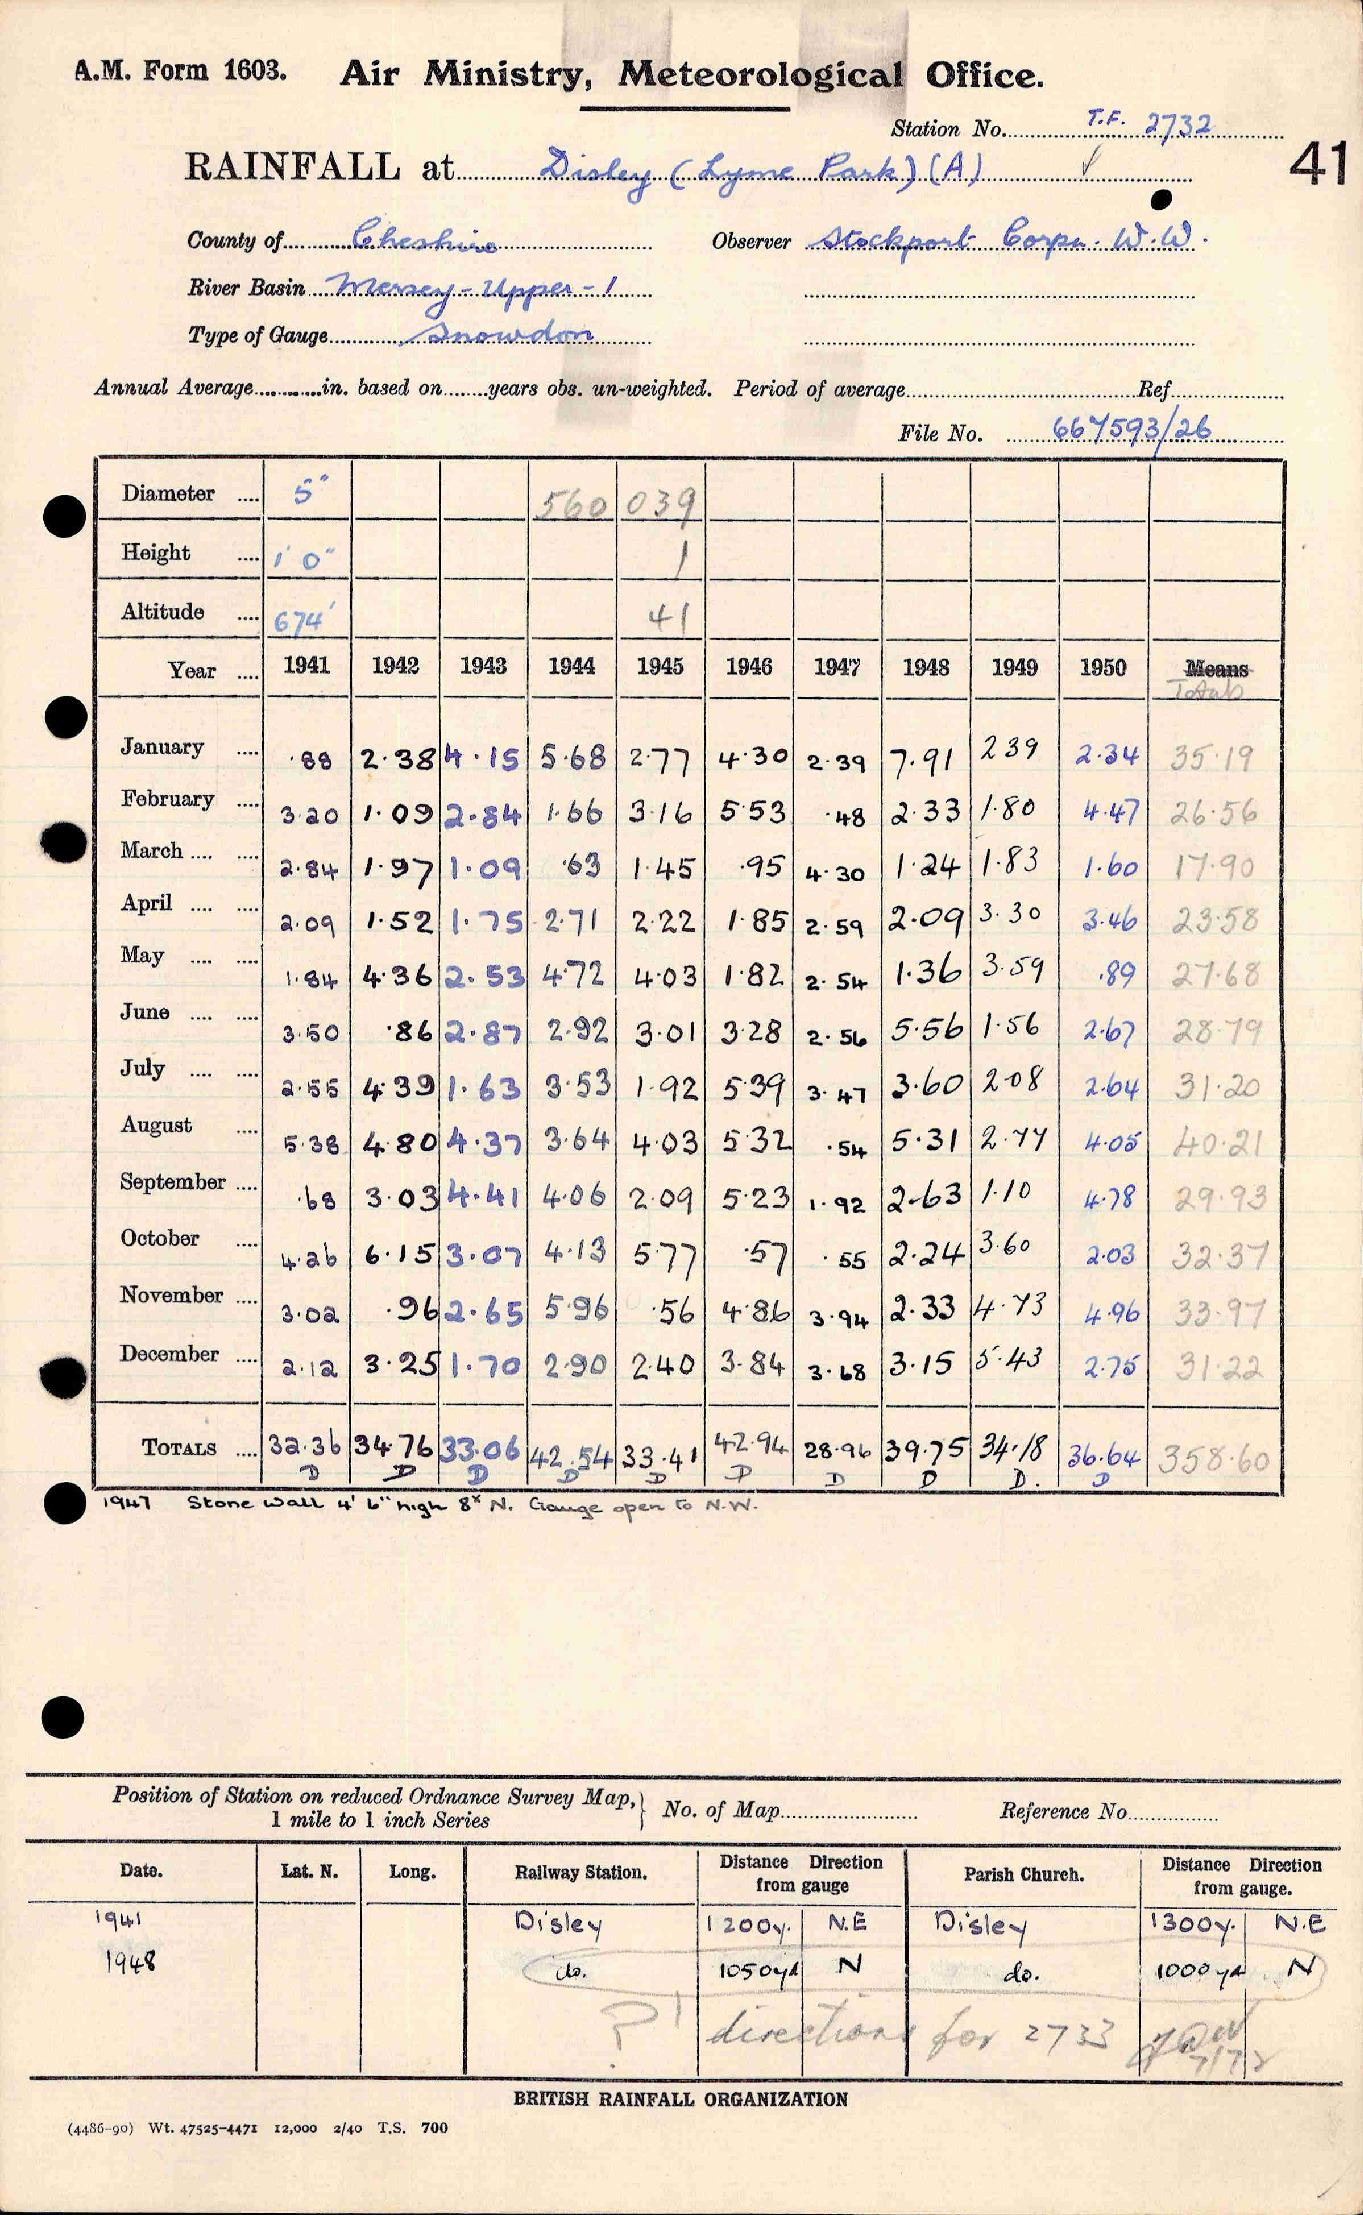 A.M. Form 1603. Air Ministry, Meteorological Office.
Station No. T.F. 2732
41
RAINFALL at Disley (Lyme Park) (A) ✓
County of Cheshire Observer Stockport Corpn. W.W.
River Basin Mersey - Upper - 1
Type of Gauge Snowdon
Annual Average in. based on years obs. un-weighted. Period of average Ref
File No. 667593/26
Diameter 5" 560 039
Height 1' 0" 1
Altitude 674' 41
Year 1941 1942 1943 1944 1945 1946 1947 1948 1949 1950 Means
Totals
January ·88 2·38 4·15 5·68 2·77 4·30 2·39 7·91 2 39 2·34 35·19
February 3·20 1·09 2·84 1·66 3·16 5·53 ·48 2·33 1·80 4·47 26·56
March 2·84 1·97 1·09 ·63 1·45 ·95 4·30 1·24 1·83 1·60 17·90
April 2·09 1·52 1·75 2·71 2·22 1·85 2·59 2·09 3·30 3·46 23·58
May 1·84 4·36 2·53 4·72 4·03 1·82 2·54 1·36 3·59 ·89 27·68
June 3·50 ·86 2·87 2·92 3·01 3·28 2·56 5·56 1·56 2·67 28·79
July 2·55 4·39 1·63 3·53 1·92 5·39 3·47 3·60 2·08 2·64 31·20
August 5·38 4·80 4·37 3·64 4·03 5·32 ·54 5·31 2·77 4·05 40·21
September ·68 3·03 4·41 4·06 2·09 5·23 1·92 2·63 1·10 4·78 29·93
October 4·26 6·15 3·07 4·13 5·77 ·57 ·55 2·24 3·60 2·03 32·37
November 3·02 ·96 2·65 5·96 ·56 4·86 3·94 2·33 4·73 4·96 33·97
December 2·12 3·25 1·70 2·90 2·40 3·84 3·68 3·15 5·43 2·75 31·22
TOTALS 32·36 34·76 33·06 42·54 33·41 42·94 28·96 39·75 34·18 36·64 358·60
D D D D D D D D D. D
1947 Stone wall 4' 6" high 8x N. Gauge open to N.W.
Position of Station on reduced Ordnance Survey Map,
1 mile to 1 inch Series
No. of Map Reference No
Date. Lat. N. Long. Railway Station. Distance Direction from gauge Parish Church. Distance Direction from gauge.
1941 Disley 1200y. N.E Disley 1300y. N.E
1948 do. 1050yd N do. 1000yd N
?! directions for 2733
7/72
BRITISH RAINFALL ORGANIZATION
(4486-90) Wt. 47525-4471 12,000 2/40 T.S. 700